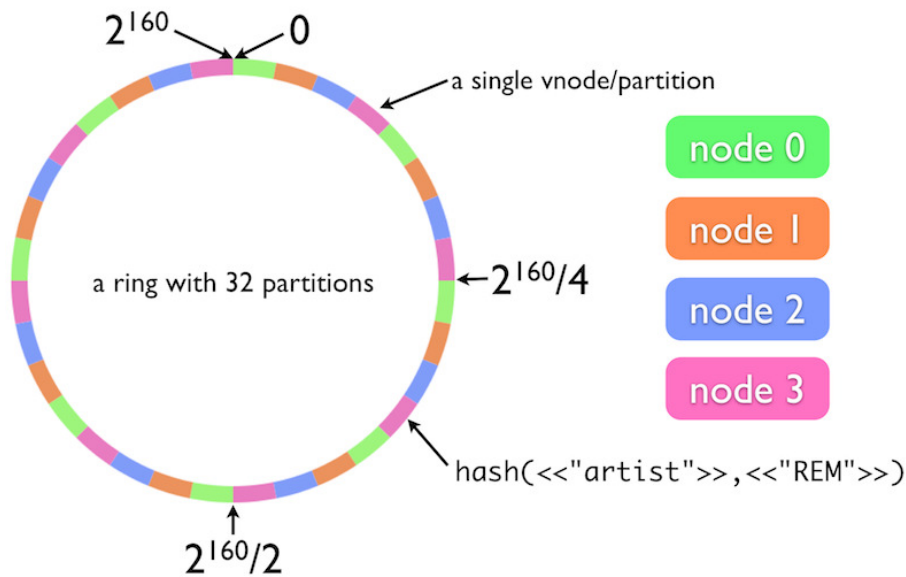 2¹⁶⁰
0
a single vnode/partition
node 0
node 1
a ring with 32 partitions
2¹⁶⁰/4
node 2
node 3
hash(<<"artist">>,<<"REM">>)
2¹⁶⁰/2